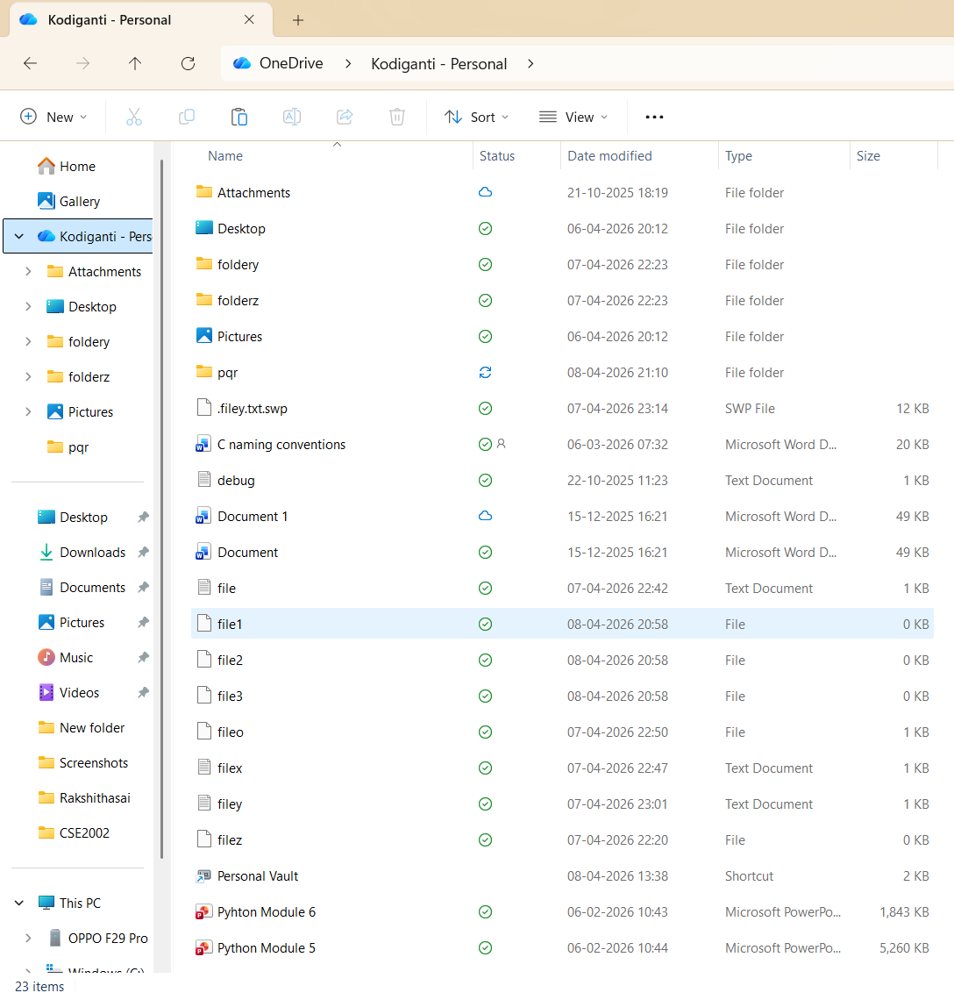 Kodiganti - Personal
OneDrive Kodiganti - Personal
New Sort View
Home
Gallery
Kodiganti - Pers
Attachments
Desktop
foldery
folderz
Pictures
pqr
Desktop
Downloads
Documents
Pictures
Music
Videos
New folder
Screenshots
Rakshithasai
CSE2002
This PC
OPPO F29 Pro
Windows (C:)
Name Status Date modified Type Size
Attachments 21-10-2025 18:19 File folder
Desktop 06-04-2026 20:12 File folder
foldery 07-04-2026 22:23 File folder
folderz 07-04-2026 22:23 File folder
Pictures 06-04-2026 20:12 File folder
pqr 08-04-2026 21:10 File folder
.filey.txt.swp 07-04-2026 23:14 SWP File 12 KB
C naming conventions 06-03-2026 07:32 Microsoft Word D... 20 KB
debug 22-10-2025 11:23 Text Document 1 KB
Document 1 15-12-2025 16:21 Microsoft Word D... 49 KB
Document 15-12-2025 16:21 Microsoft Word D... 49 KB
file 07-04-2026 22:42 Text Document 1 KB
file1 08-04-2026 20:58 File 0 KB
file2 08-04-2026 20:58 File 0 KB
file3 08-04-2026 20:58 File 0 KB
fileo 07-04-2026 22:50 File 1 KB
filex 07-04-2026 22:47 Text Document 1 KB
filey 07-04-2026 23:01 Text Document 1 KB
filez 07-04-2026 22:20 File 0 KB
Personal Vault 08-04-2026 13:38 Shortcut 2 KB
Pyhton Module 6 06-02-2026 10:43 Microsoft PowerPo... 1,843 KB
Python Module 5 06-02-2026 10:44 Microsoft PowerPo... 5,260 KB
23 items